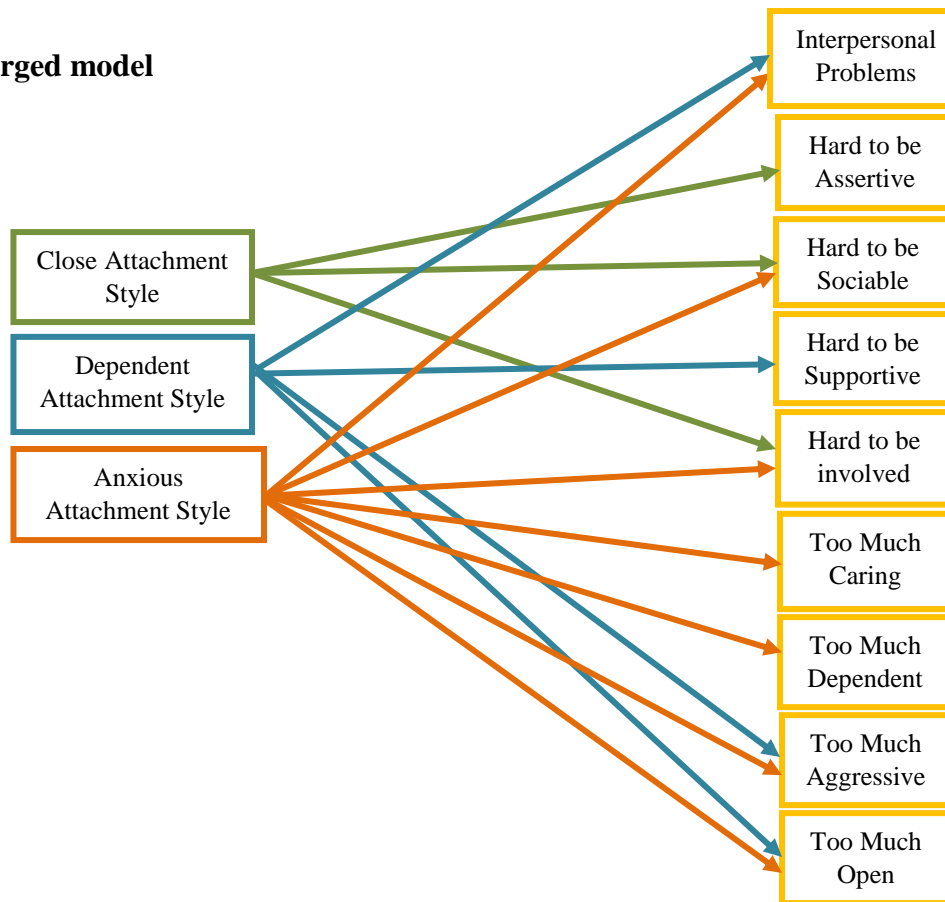 rged model
Interpersonal
Problems
Hard to be
Assertive
Close Attachment
Style
Hard to be
Sociable
Dependent
Attachment Style
Hard to be
Supportive
Anxious
Attachment Style
Hard to be
involved
Too Much
Caring
Too Much
Dependent
Too Much
Aggressive
Too Much
Open